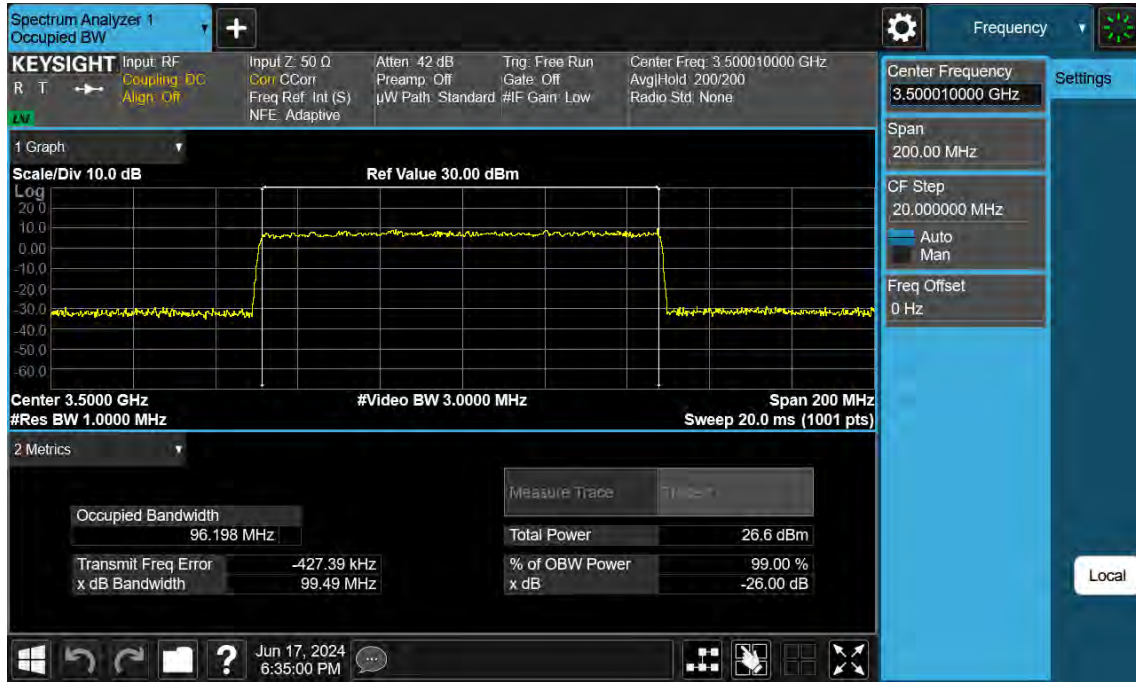 Spectrum Analyzer 1
Occupied BW
Frequency
KEYSIGHT
R T
LXI
Input: RF
Coupling: DC
Align: Off
Input Z: 50 Ω
Corr CCorr
Freq Ref: Int (S)
NFE: Adaptive
Atten: 42 dB
Preamp: Off
µW Path: Standard
Trig: Free Run
Gate: Off
#IF Gain: Low
Center Freq: 3.500010000 GHz
Avg|Hold: 200/200
Radio Std: None
Center Frequency
3.500010000 GHz
Settings
Span
200.00 MHz
CF Step
20.000000 MHz
Auto
Man
Freq Offset
0 Hz
Local
1 Graph
Scale/Div 10.0 dB
Ref Value 30.00 dBm
Log
20.0
10.0
0.00
-10.0
-20.0
-30.0
-40.0
-50.0
-60.0
Center 3.5000 GHz
#Video BW 3.0000 MHz
Span 200 MHz
#Res BW 1.0000 MHz
Sweep 20.0 ms (1001 pts)
2 Metrics
Measure Trace
Trace 1
Occupied Bandwidth
96.198 MHz
Total Power
26.6 dBm
Transmit Freq Error
-427.39 kHz
% of OBW Power
99.00 %
x dB Bandwidth
99.49 MHz
x dB
-26.00 dB
?
Jun 17, 2024
6:35:00 PM